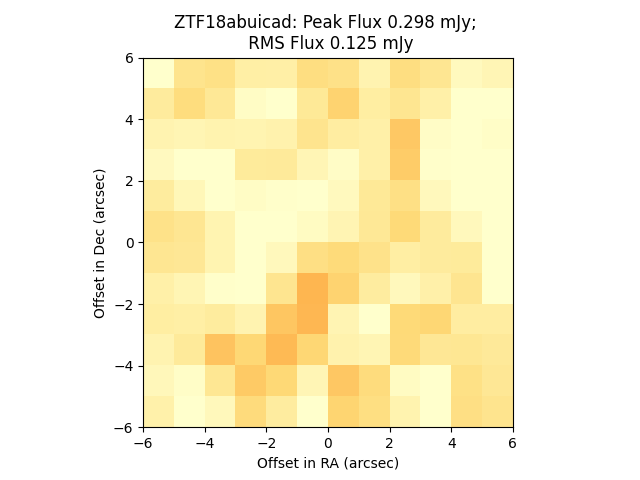 ZTF18abuicad: Peak Flux 0.298 mJy;
RMS Flux 0.125 mJy
6
4
2
0
−2
−4
−6
Offset in Dec (arcsec)
−6 −4 −2 0 2 4 6
Offset in RA (arcsec)